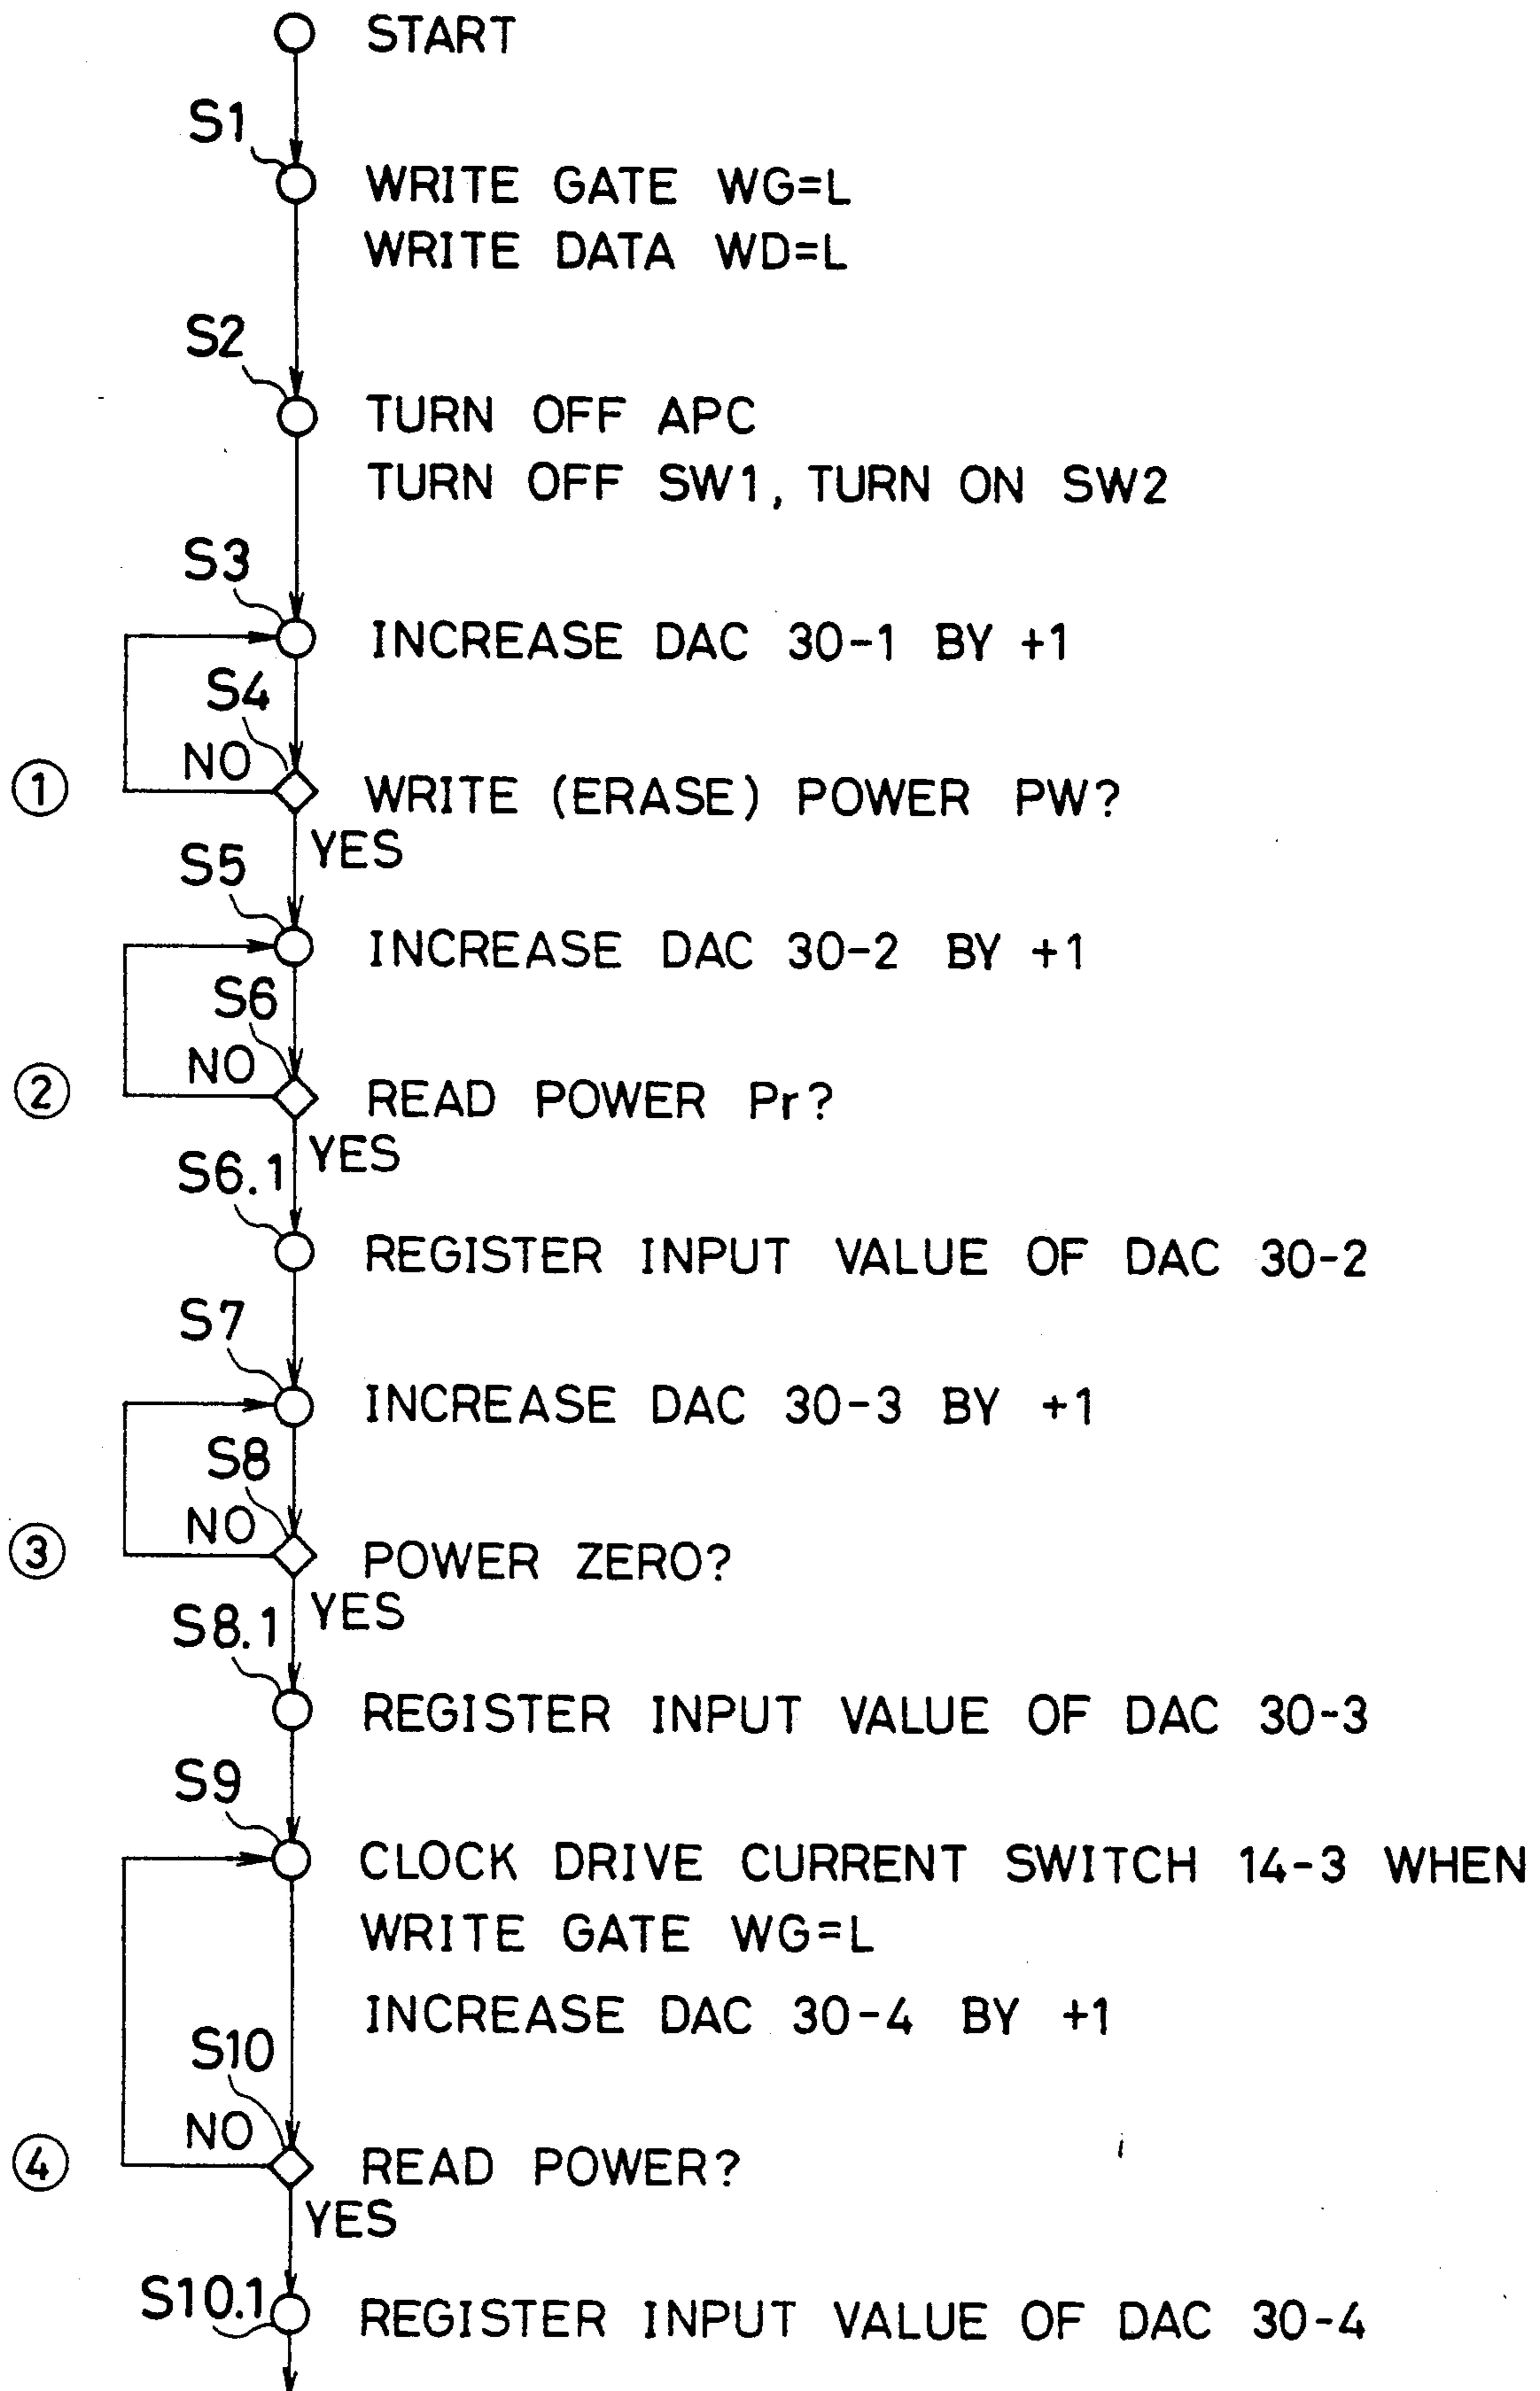 START
S1
WRITE GATE WG=L
WRITE DATA WD=L
S2
TURN OFF APC
TURN OFF SW1, TURN ON SW2
S3
INCREASE DAC 30-1 BY +1
S4
NO
① WRITE (ERASE) POWER PW?
YES
S5
INCREASE DAC 30-2 BY +1
S6
NO
② READ POWER Pr?
YES
S6.1
REGISTER INPUT VALUE OF DAC 30-2
S7
INCREASE DAC 30-3 BY +1
S8
NO
③ POWER ZERO?
YES
S8.1
REGISTER INPUT VALUE OF DAC 30-3
S9
CLOCK DRIVE CURRENT SWITCH 14-3 WHEN
WRITE GATE WG=L
INCREASE DAC 30-4 BY +1
S10
NO
④ READ POWER?
YES
S10.1
REGISTER INPUT VALUE OF DAC 30-4